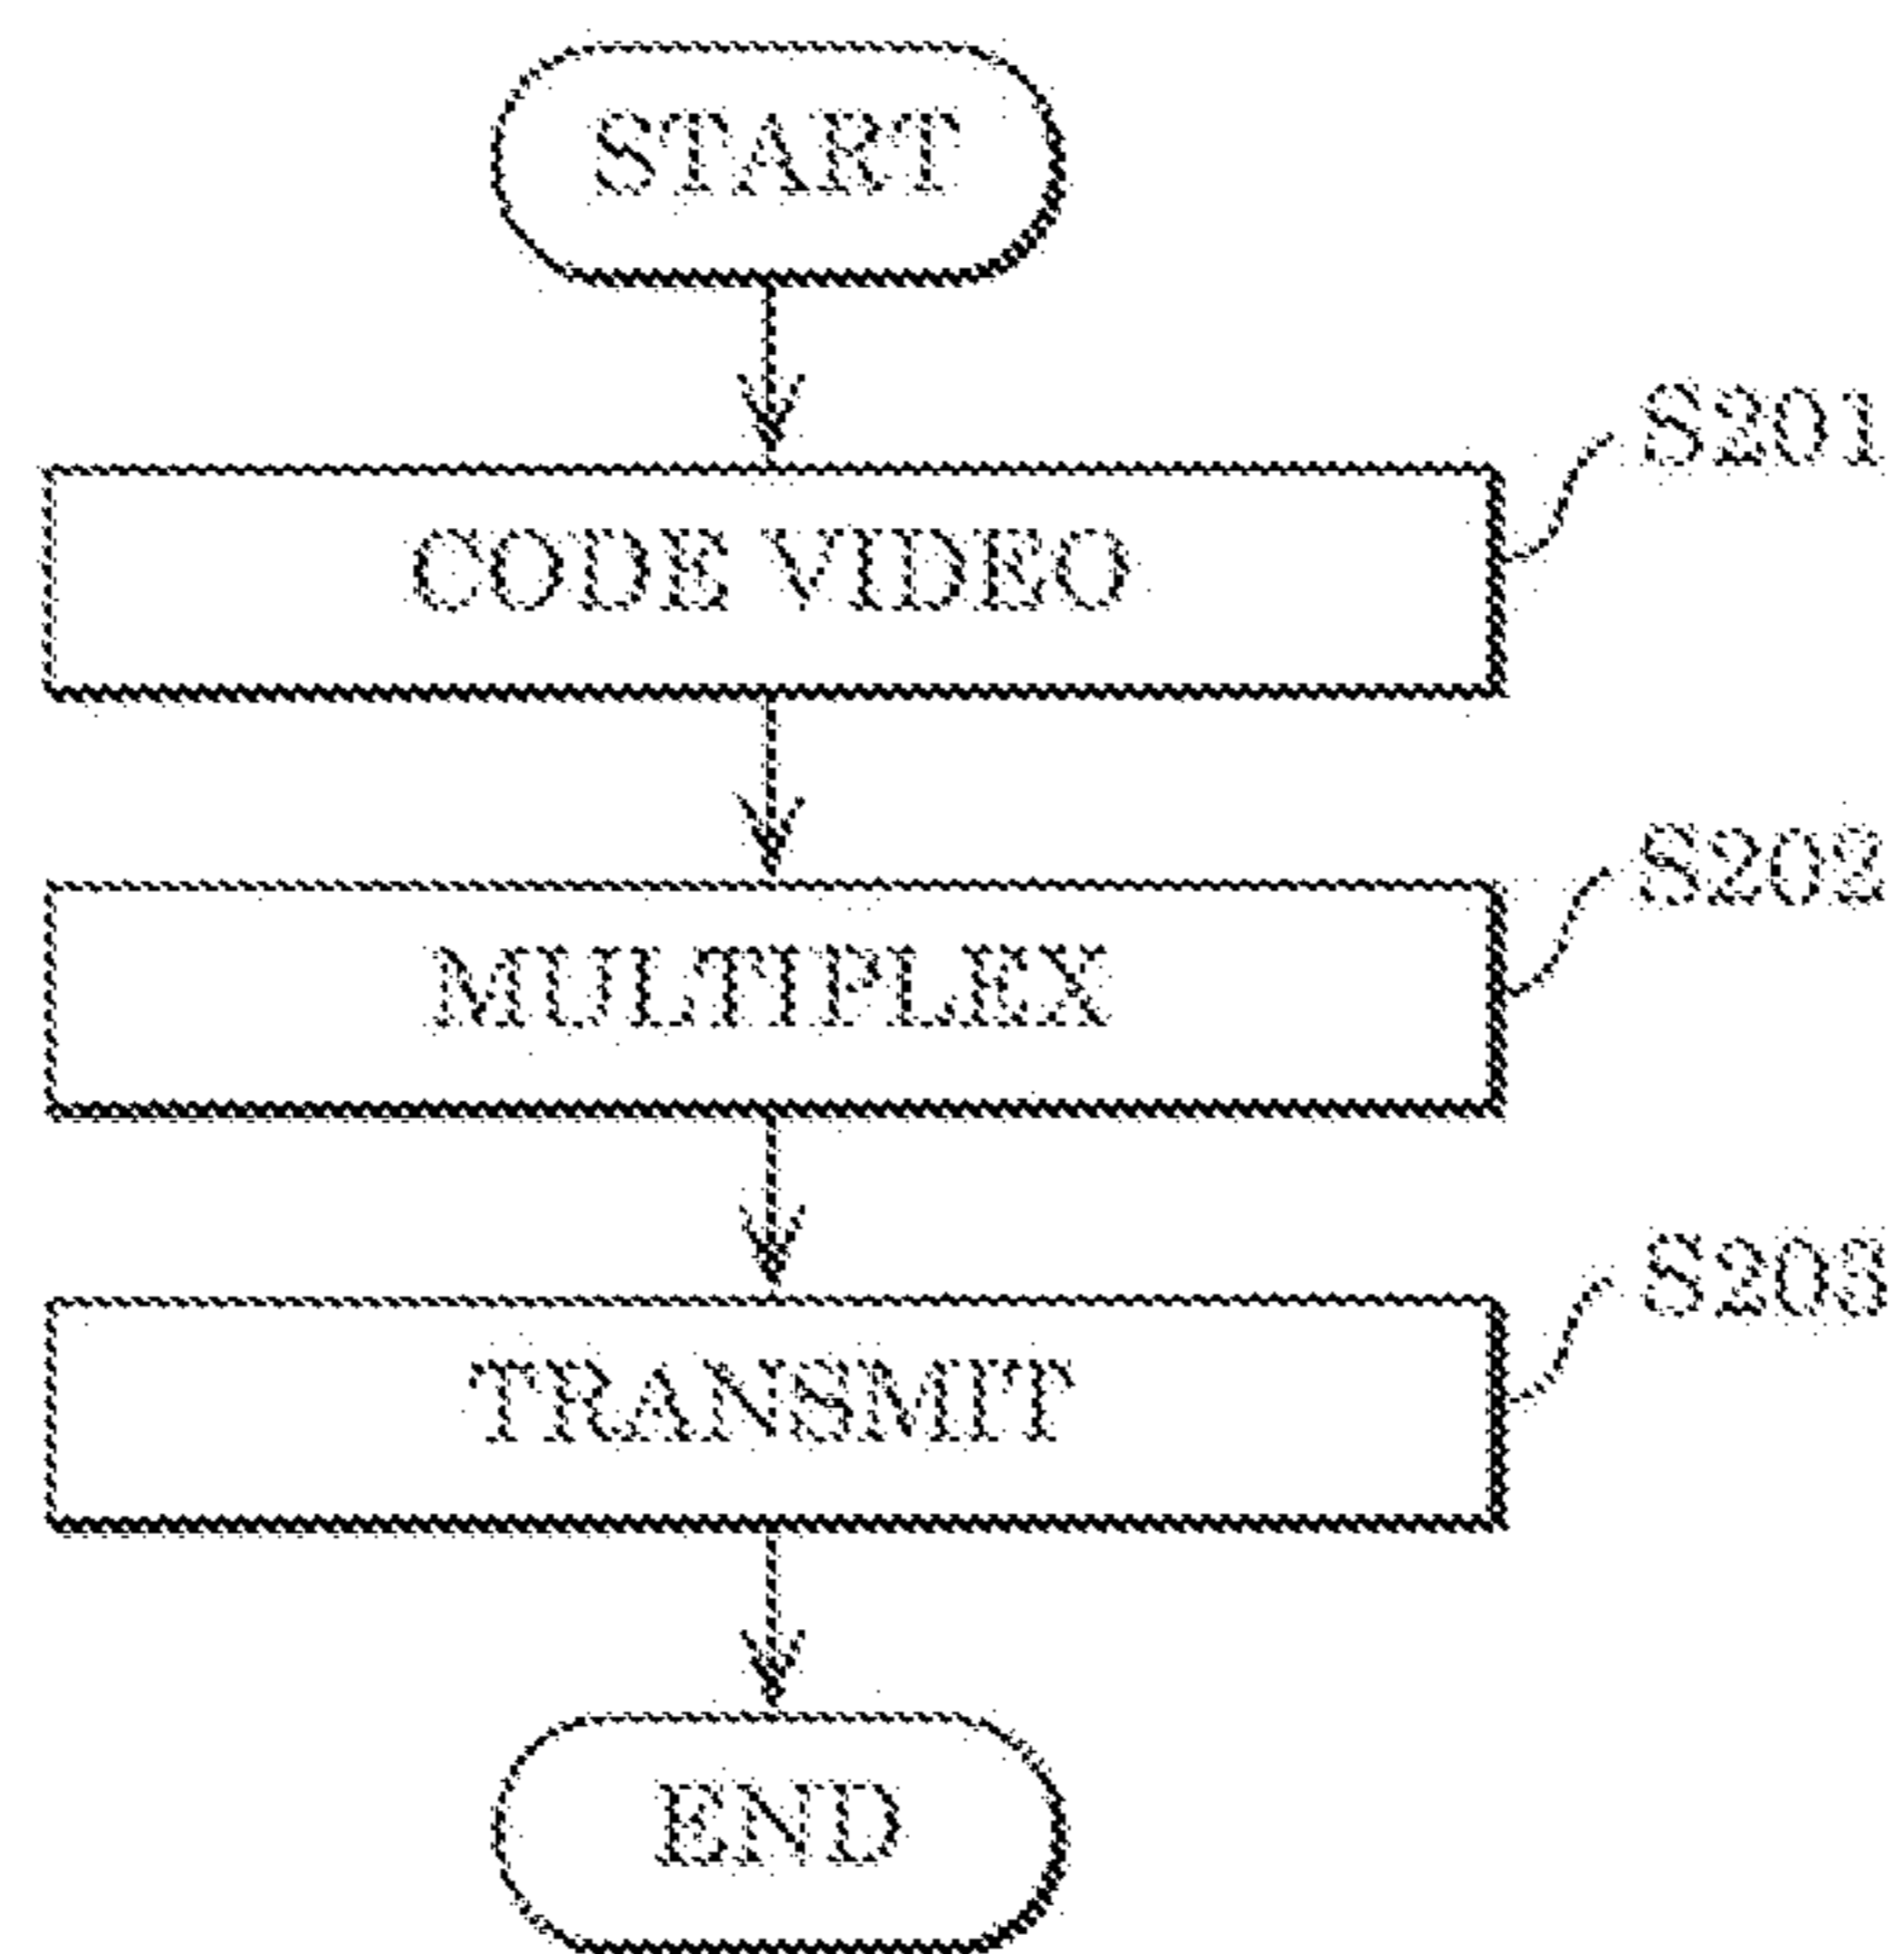 START
S201
CODE VIDEO
S202
MULTIPLEX
S203
TRANSMIT
END